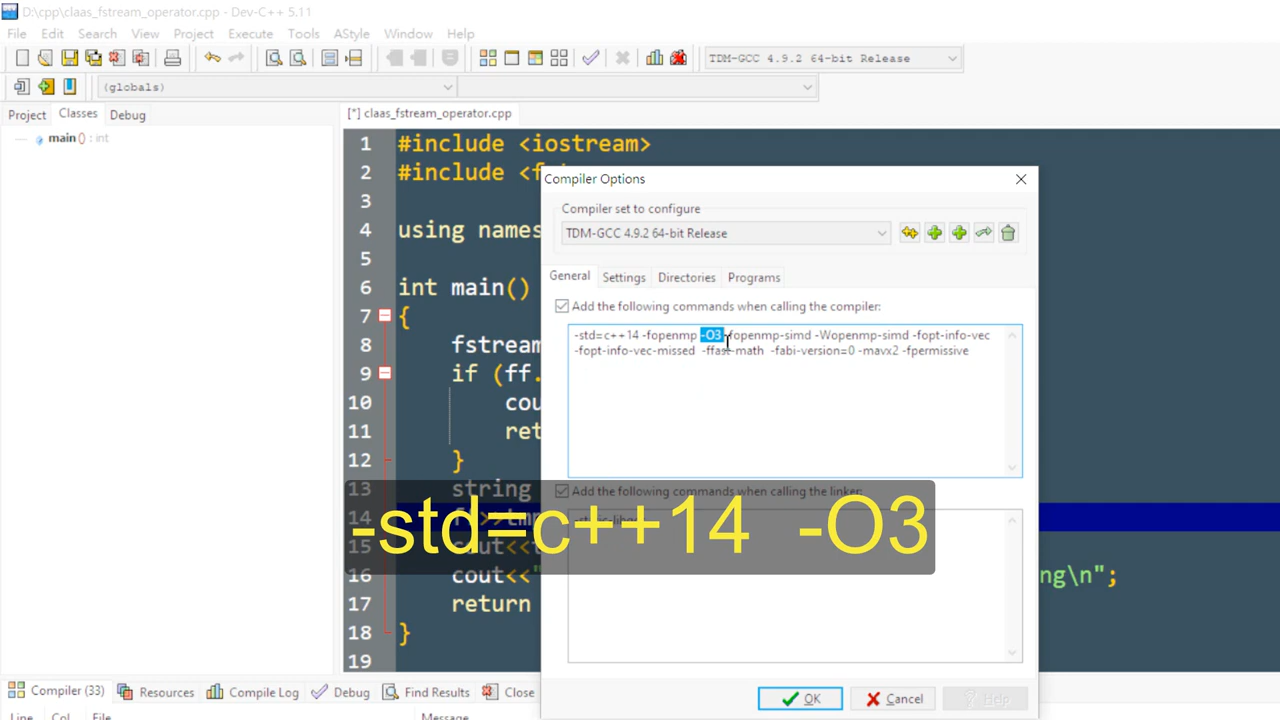 D:\cpp\claas_fstream_operator.cpp - Dev-C++ 5.11
File Edit Search View Project Execute Tools AStyle Window Help
TDM-GCC 4.9.2 64-bit Release
(globals)
Project Classes Debug
[*] claas_fstream_operator.cpp
main() : int
1 #include <iostream>
2 #include <f
3
4 using names
5
6 int main()
7 {
8 fstream
9 if (ff.
10 cou
11 ret
12 }
13 string
14
15 cout<<
16 cout<<" ng\n";
17 return
18 }
19
Compiler Options
Compiler set to configure
TDM-GCC 4.9.2 64-bit Release
General Settings Directories Programs
Add the following commands when calling the compiler:
-std=c++14 -fopenmp -O3 -fopenmp-simd -Wopenmp-simd -fopt-info-vec
-fopt-info-vec-missed -ffast-math -fabi-version=0 -mavx2 -fpermissive
Add the following commands when calling the linker:
-std=c++14 -O3
OK Cancel Help
Compiler (33) Resources Compile Log Debug Find Results Close
Line Col File Message